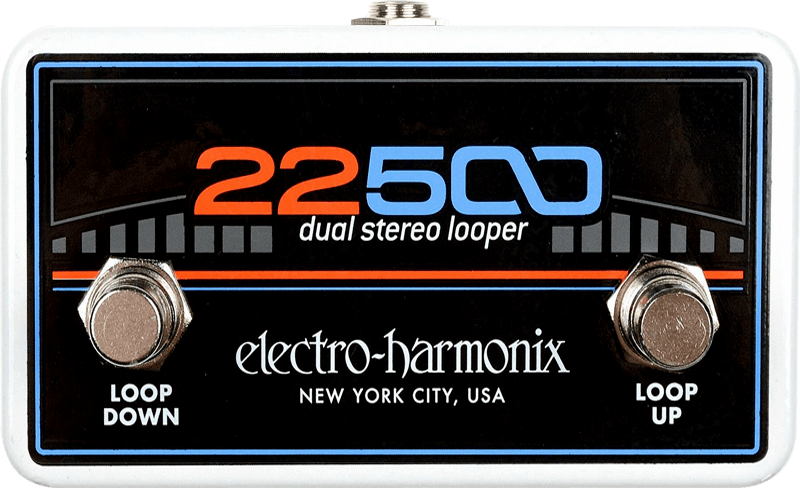 22500
dual stereo looper
electro-harmonix
NEW YORK CITY, USA
LOOP
DOWN
LOOP
UP